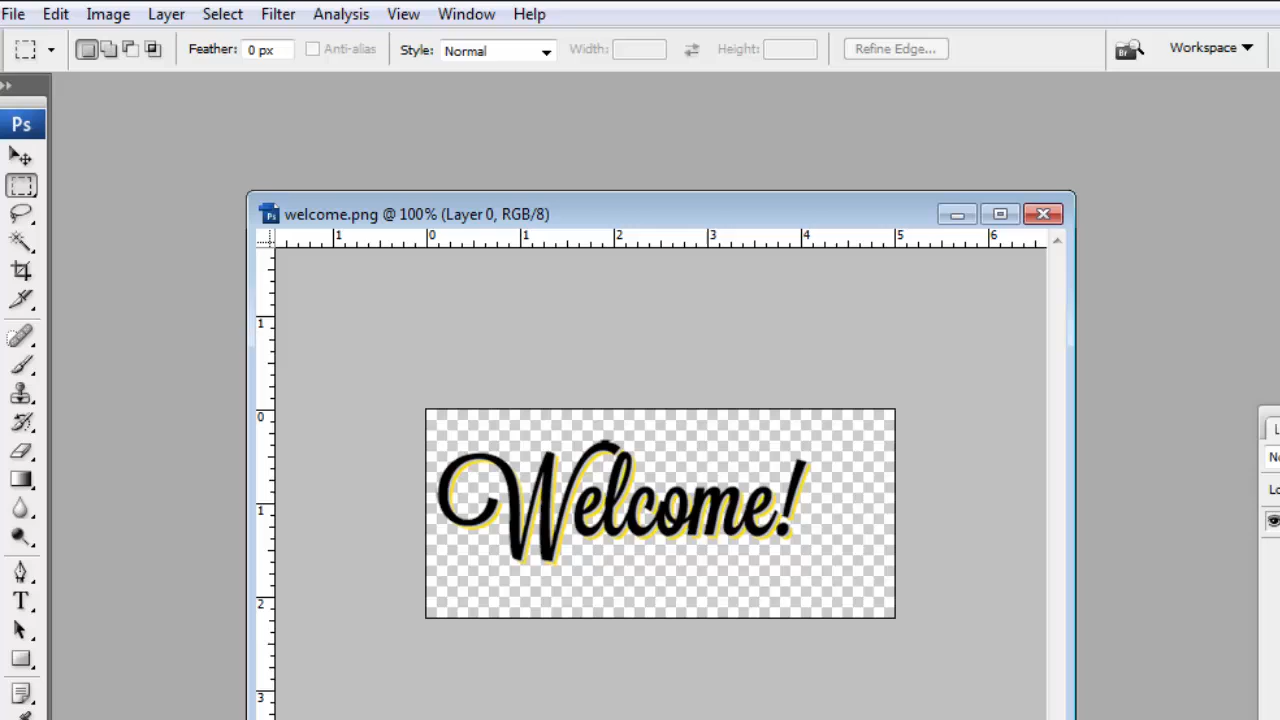 File Edit Image Layer Select Filter Analysis View Window Help
Feather: 0 px Anti-alias Style: Normal Width: Height: Refine Edge... Br Workspace
Ps
welcome.png @ 100% (Layer 0, RGB/8)
1 0 1 2 3 4 5 6
1
0
1
2
3
Welcome!
T